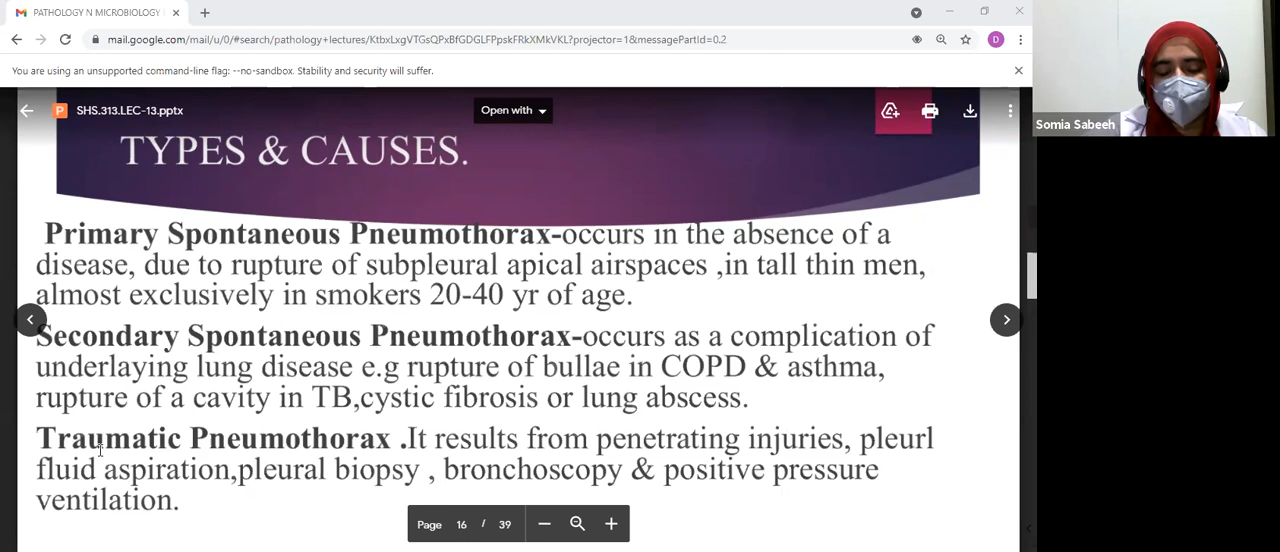 PATHOLOGY N MICROBIOLOGY
mail.google.com/mail/u/0/#search/pathology+lectures/KtbxLxgVTGsQPxBfGDGLFPpskFRkXMkVKL?projector=1&messagePartId=0.2
D
You are using an unsupported command-line flag: --no-sandbox. Stability and security will suffer.
P SHS.313.LEC-13.pptx
Open with
Somia Sabeeh
TYPES & CAUSES.
Primary Spontaneous Pneumothorax-occurs in the absence of a
disease, due to rupture of subpleural apical airspaces ,in tall thin men,
almost exclusively in smokers 20-40 yr of age.
Secondary Spontaneous Pneumothorax-occurs as a complication of
underlaying lung disease e.g rupture of bullae in COPD & asthma,
rupture of a cavity in TB,cystic fibrosis or lung abscess.
Traumatic Pneumothorax .It results from penetrating injuries, pleurl
fluid aspiration,pleural biopsy , bronchoscopy & positive pressure
ventilation.
Page 16 / 39